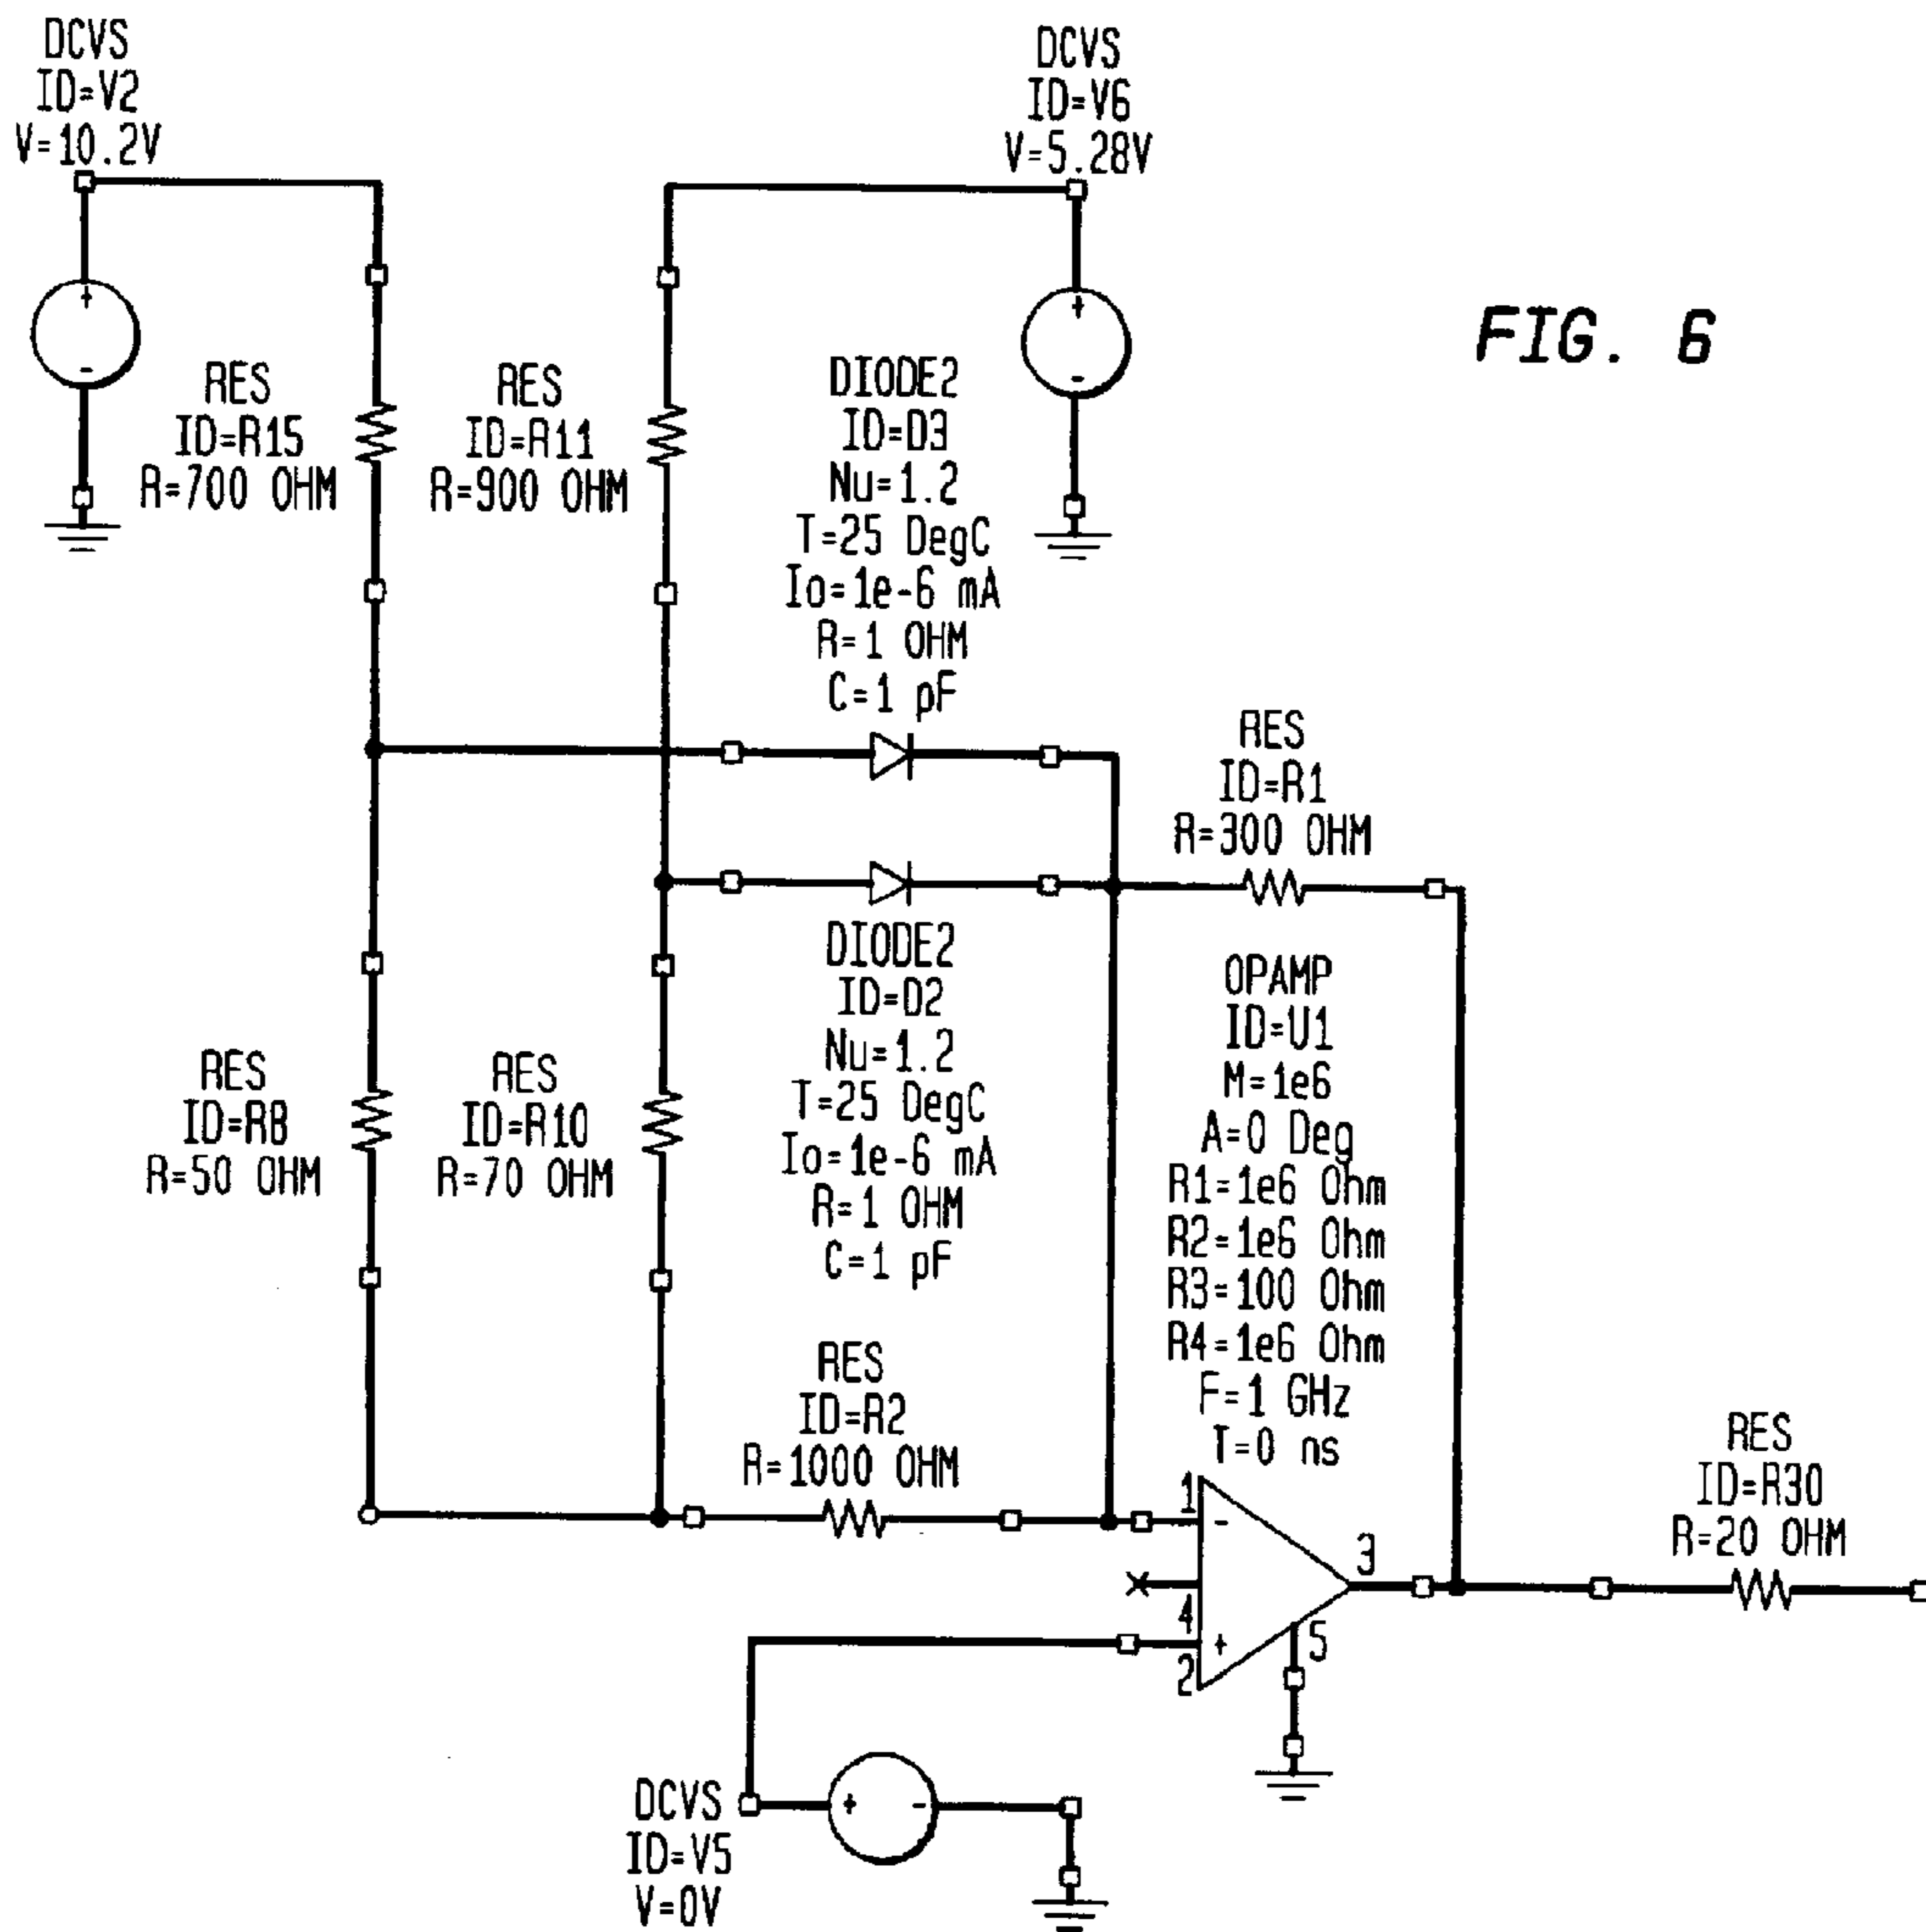 DCVS
ID=V2
V=10.2V
DCVS
ID=V6
V=5.28V
+
-
+
-
FIG. 6
RES
ID=R15
R=700 OHM
RES
ID=R11
R=900 OHM
DIODE2
ID=D3
Nu=1.2
T=25 DegC
Io=1e-6 mA
R=1 OHM
C=1 pF
RES
ID=R1
R=300 OHM
DIODE2
ID=D2
Nu=1.2
T=25 DegC
Io=1e-6 mA
R=1 OHM
C=1 pF
OPAMP
ID=U1
M=1e6
A=0 Deg
R1=1e6 Ohm
R2=1e6 Ohm
R3=100 Ohm
R4=1e6 Ohm
F=1 GHz
T=0 ns
RES
ID=R8
R=50 OHM
RES
ID=R10
R=70 OHM
RES
ID=R2
R=1000 OHM
RES
ID=R30
R=20 OHM
1
-
3
4
+
2
5
DCVS
ID=V5
V=0V
+ -